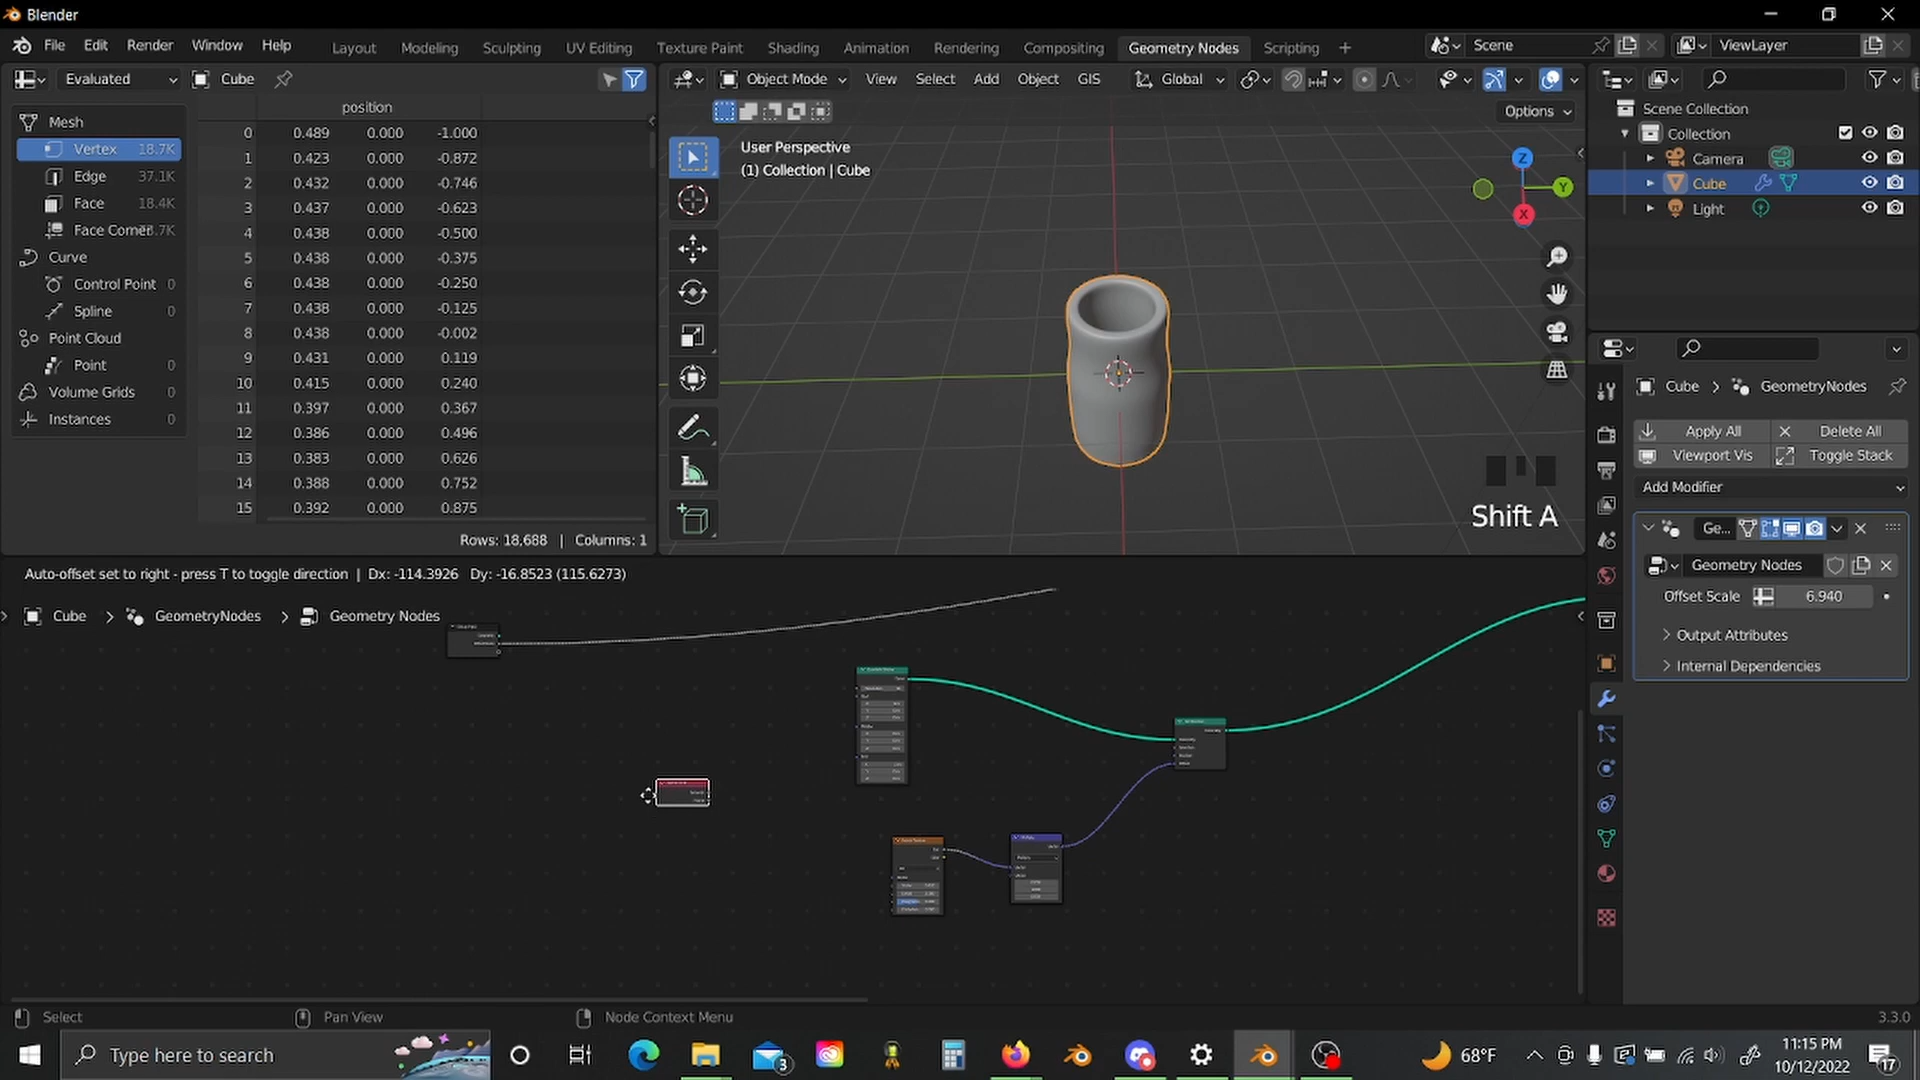 Blender
File Edit Render Window Help
Layout Modeling Sculpting UV Editing Texture Paint Shading Animation Rendering Compositing Geometry Nodes Scripting +
Scene
ViewLayer
Evaluated
Cube
Object Mode View Select Add Object GIS
Global
Options
Mesh
Vertex 18.7K
Edge 37.1K
Face 18.4K
Face Corner 73.7K
Curve
Control Point 0
Spline 0
Point Cloud
Point 0
Volume Grids 0
Instances 0
position
0 0.489 0.000 -1.000
1 0.423 0.000 -0.872
2 0.432 0.000 -0.746
3 0.437 0.000 -0.623
4 0.438 0.000 -0.500
5 0.438 0.000 -0.375
6 0.438 0.000 -0.250
7 0.438 0.000 -0.125
8 0.438 0.000 -0.002
9 0.431 0.000 0.119
10 0.415 0.000 0.240
11 0.397 0.000 0.367
12 0.386 0.000 0.496
13 0.383 0.000 0.626
14 0.388 0.000 0.752
15 0.392 0.000 0.875
Rows: 18,688 | Columns: 1
User Perspective
(1) Collection | Cube
Z
Y
X
Shift A
Scene Collection
Collection
Camera
Cube
Light
Cube > GeometryNodes
Apply All
Delete All
Viewport Vis
Toggle Stack
Add Modifier
Ge...
Geometry Nodes
Offset Scale 6.940
Output Attributes
Internal Dependencies
Auto-offset set to right - press T to toggle direction | Dx: -114.3926 Dy: -16.8523 (115.6273)
Cube > GeometryNodes > Geometry Nodes
Select
Pan View
Node Context Menu
3.3.0
Type here to search
3
68°F
11:15 PM
10/12/2022
17